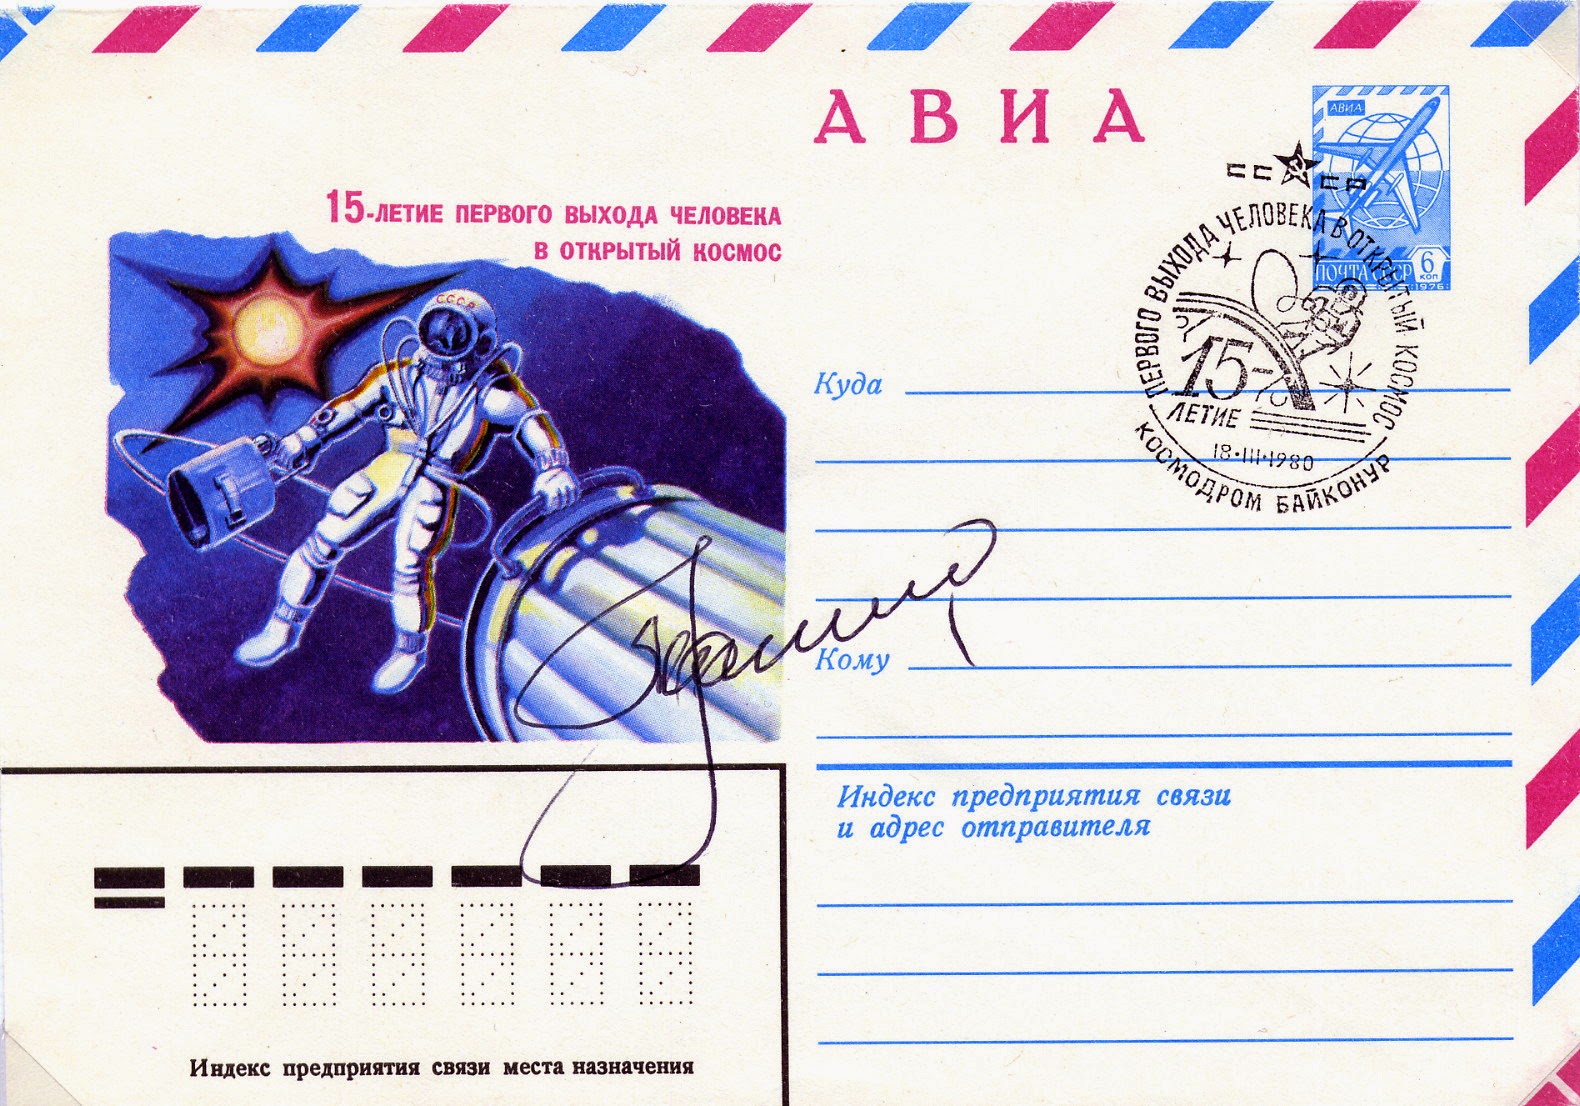 АВИА
АВИА
ПОЧТА СССР 6 КОП
1976
15-ЛЕТИЕ ПЕРВОГО ВЫХОДА ЧЕЛОВЕКА
В ОТКРЫТЫЙ КОСМОС
СССР
СССР
ПЕРВОГО ВЫХОДА ЧЕЛОВЕКА В ОТКРЫТЫЙ КОСМОС
15-
ЛЕТИЕ
18·III·1980
КОСМОДРОМ БАЙКОНУР
Куда
Кому
Индекс предприятия связи
и адрес отправителя
Индекс предприятия связи места назначения